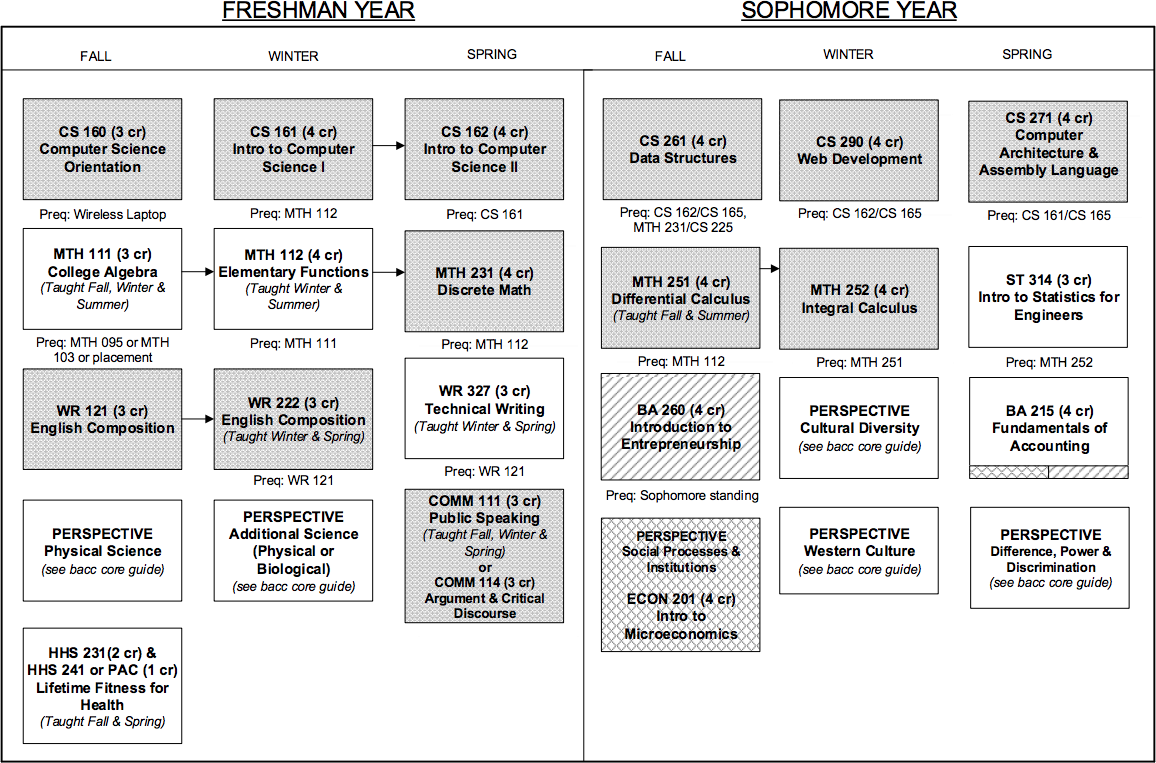 FRESHMAN YEAR
SOPHOMORE YEAR
FALL
WINTER
SPRING
FALL
WINTER
SPRING
CS 160 (3 cr)
Computer Science
Orientation
Preq: Wireless Laptop
CS 161 (4 cr)
Intro to Computer
Science I
Preq: MTH 112
CS 162 (4 cr)
Intro to Computer
Science II
Preq: CS 161
CS 261 (4 cr)
Data Structures
Preq: CS 162/CS 165,
MTH 231/CS 225
CS 290 (4 cr)
Web Development
Preq: CS 162/CS 165
CS 271 (4 cr)
Computer
Architecture &
Assembly Language
Preq: CS 161/CS 165
MTH 111 (3 cr)
College Algebra
(Taught Fall, Winter &
Summer)
Preq: MTH 095 or MTH
103 or placement
MTH 112 (4 cr)
Elementary Functions
(Taught Winter &
Summer)
Preq: MTH 111
MTH 231 (4 cr)
Discrete Math
Preq: MTH 112
MTH 251 (4 cr)
Differential Calculus
(Taught Fall & Summer)
Preq: MTH 112
MTH 252 (4 cr)
Integral Calculus
Preq: MTH 251
ST 314 (3 cr)
Intro to Statistics for
Engineers
Preq: MTH 252
WR 121 (3 cr)
English Composition
WR 222 (3 cr)
English Composition
(Taught Winter & Spring)
Preq: WR 121
WR 327 (3 cr)
Technical Writing
(Taught Winter & Spring)
Preq: WR 121
BA 260 (4 cr)
Introduction to
Entrepreneurship
Preq: Sophomore standing
PERSPECTIVE
Cultural Diversity
(see bacc core guide)
BA 215 (4 cr)
Fundamentals of
Accounting
PERSPECTIVE
Physical Science
(see bacc core guide)
PERSPECTIVE
Additional Science
(Physical or
Biological)
(see bacc core guide)
COMM 111 (3 cr)
Public Speaking
(Taught Fall, Winter &
Spring)
or
COMM 114 (3 cr)
Argument & Critical
Discourse
PERSPECTIVE
Social Processes &
Institutions
ECON 201 (4 cr)
Intro to
Microeconomics
PERSPECTIVE
Western Culture
(see bacc core guide)
PERSPECTIVE
Difference, Power &
Discrimination
(see bacc core guide)
HHS 231(2 cr) &
HHS 241 or PAC (1 cr)
Lifetime Fitness for
Health
(Taught Fall & Spring)